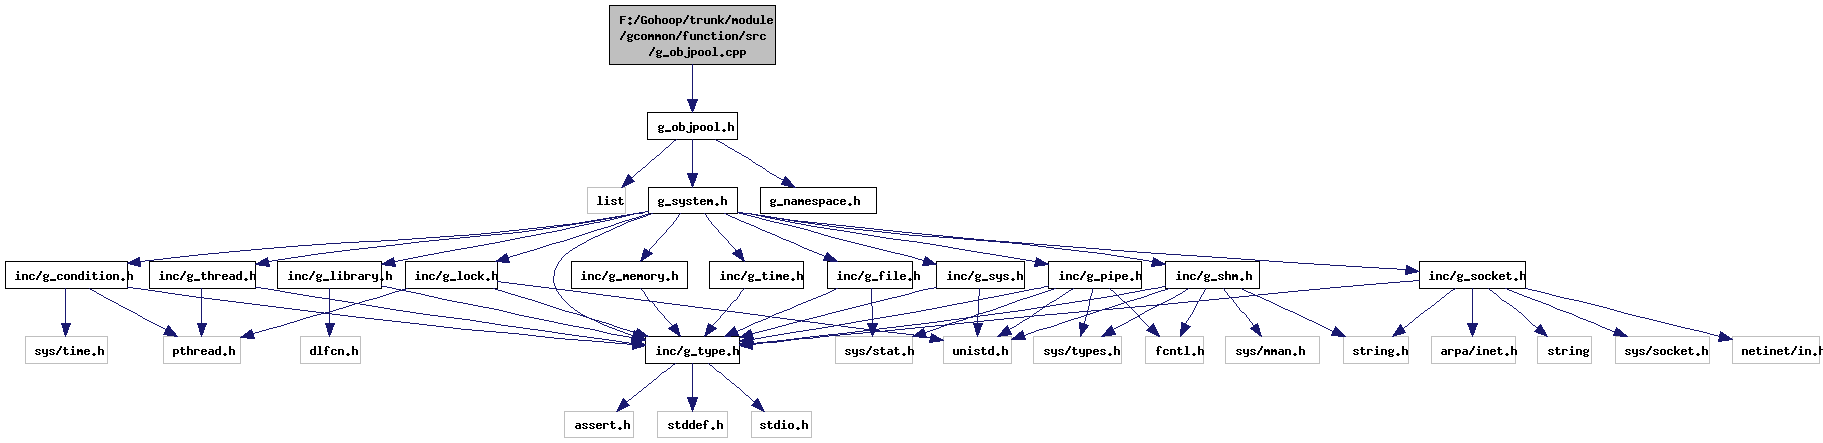 F:/Gohoop/trunk/module
/gcommon/function/src
/g_objpool.cpp
g_objpool.h
list
g_system.h
g_namespace.h
inc/g_condition.h
inc/g_thread.h
inc/g_library.h
inc/g_lock.h
inc/g_memory.h
inc/g_time.h
inc/g_file.h
inc/g_sys.h
inc/g_pipe.h
inc/g_shm.h
inc/g_socket.h
sys/time.h
pthread.h
dlfcn.h
inc/g_type.h
sys/stat.h
unistd.h
sys/types.h
fcntl.h
sys/mman.h
string.h
arpa/inet.h
string
sys/socket.h
netinet/in.h
assert.h
stddef.h
stdio.h